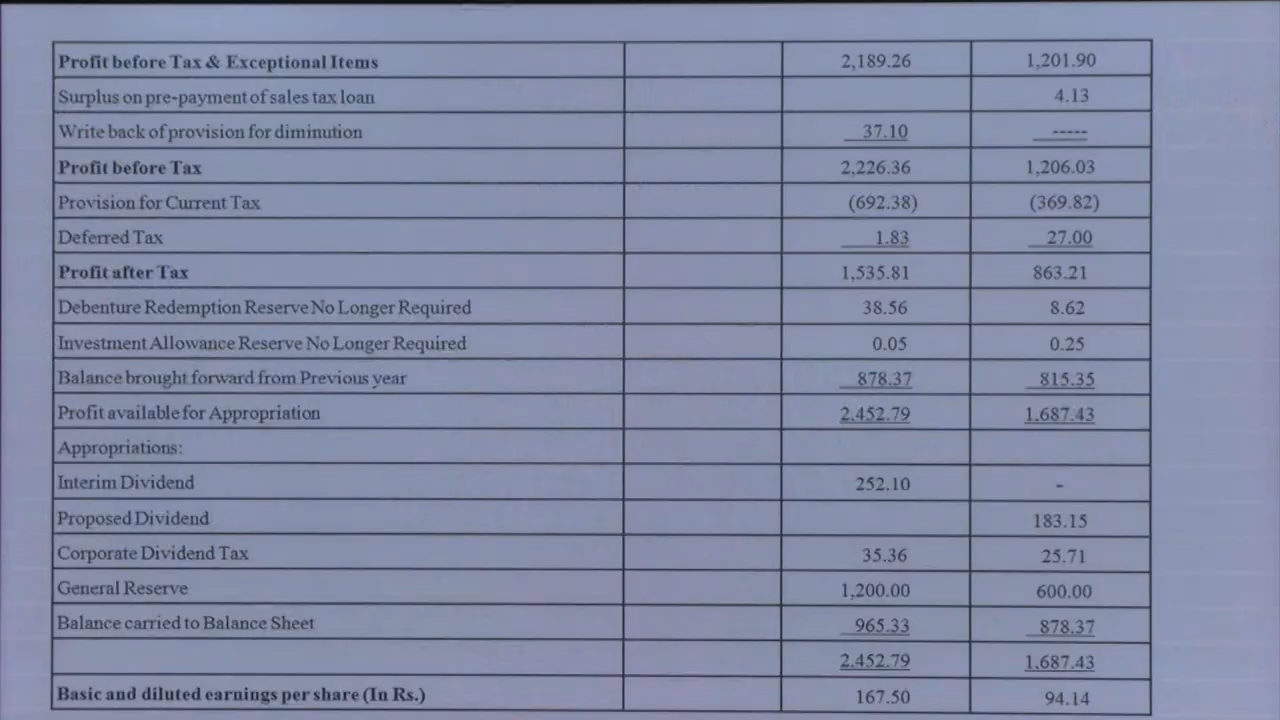 Profit before Tax & Exceptional Items 2,189.26 1,201.90
Surplus on pre-payment of sales tax loan 4.13
Write back of provision for diminution 37.10 -----
Profit before Tax 2,226.36 1,206.03
Provision for Current Tax (692.38) (369.82)
Deferred Tax 1.83 27.00
Profit after Tax 1,535.81 863.21
Debenture Redemption Reserve No Longer Required 38.56 8.62
Investment Allowance Reserve No Longer Required 0.05 0.25
Balance brought forward from Previous year 878.37 815.35
Profit available for Appropriation 2,452.79 1,687.43
Appropriations:
Interim Dividend 252.10 -
Proposed Dividend 183.15
Corporate Dividend Tax 35.36 25.71
General Reserve 1,200.00 600.00
Balance carried to Balance Sheet 965.33 878.37
2,452.79 1,687.43
Basic and diluted earnings per share (In Rs.) 167.50 94.14